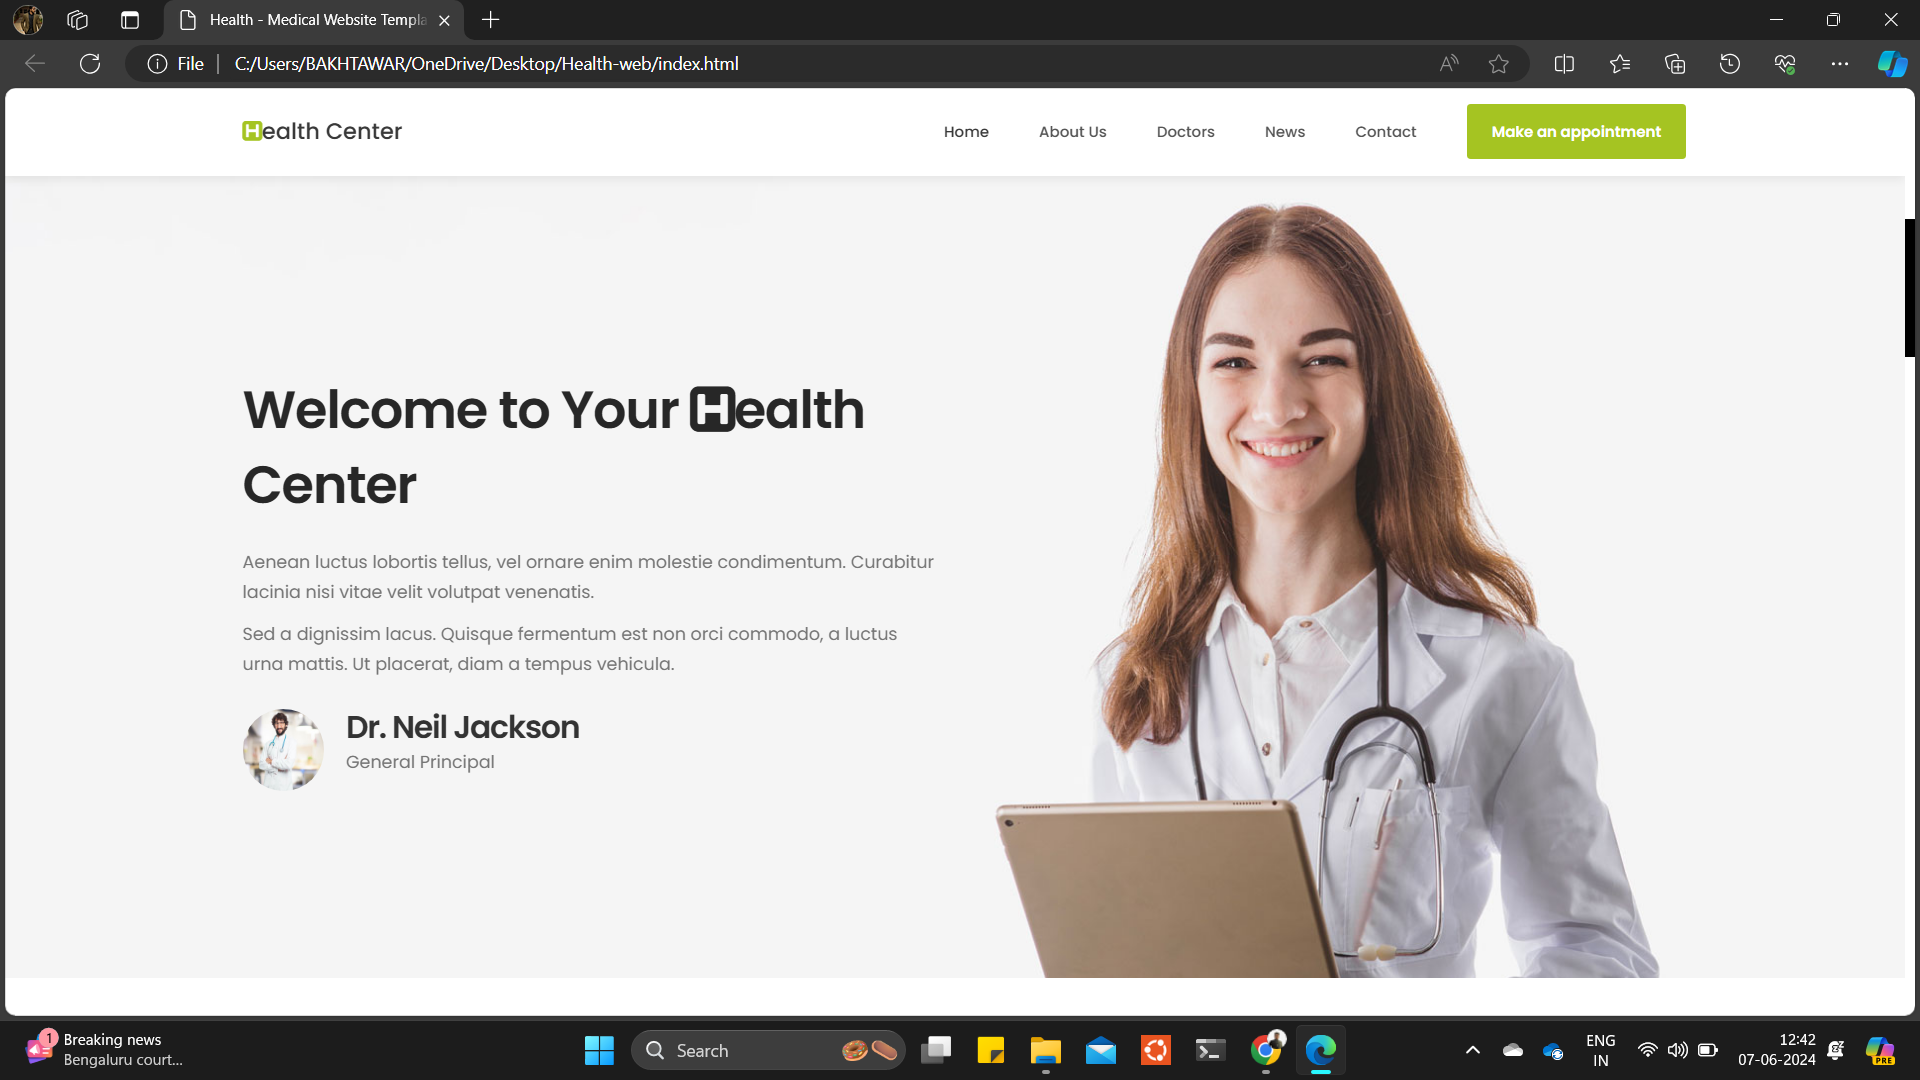 Health - Medical Website Templa
File
C:/Users/BAKHTAWAR/OneDrive/Desktop/Health-web/index.html
Health Center
Home
About Us
Doctors
News
Contact
Make an appointment
Welcome to Your Health
Center
Aenean luctus lobortis tellus, vel ornare enim molestie condimentum. Curabitur
lacinia nisi vitae velit volutpat venenatis.
Sed a dignissim lacus. Quisque fermentum est non orci commodo, a luctus
urna mattis. Ut placerat, diam a tempus vehicula.
Dr. Neil Jackson
General Principal
1
Breaking news
Bengaluru court...
Search
ENG
IN
12:42
07-06-2024
PRE